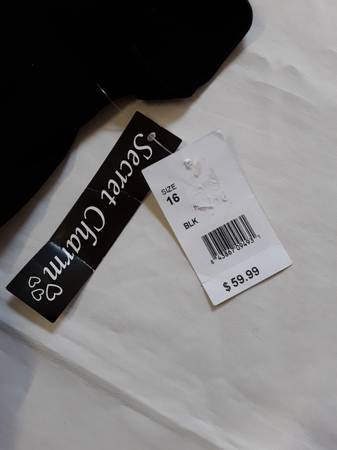 Secret Charm
SIZE
16
BLK
$59.99